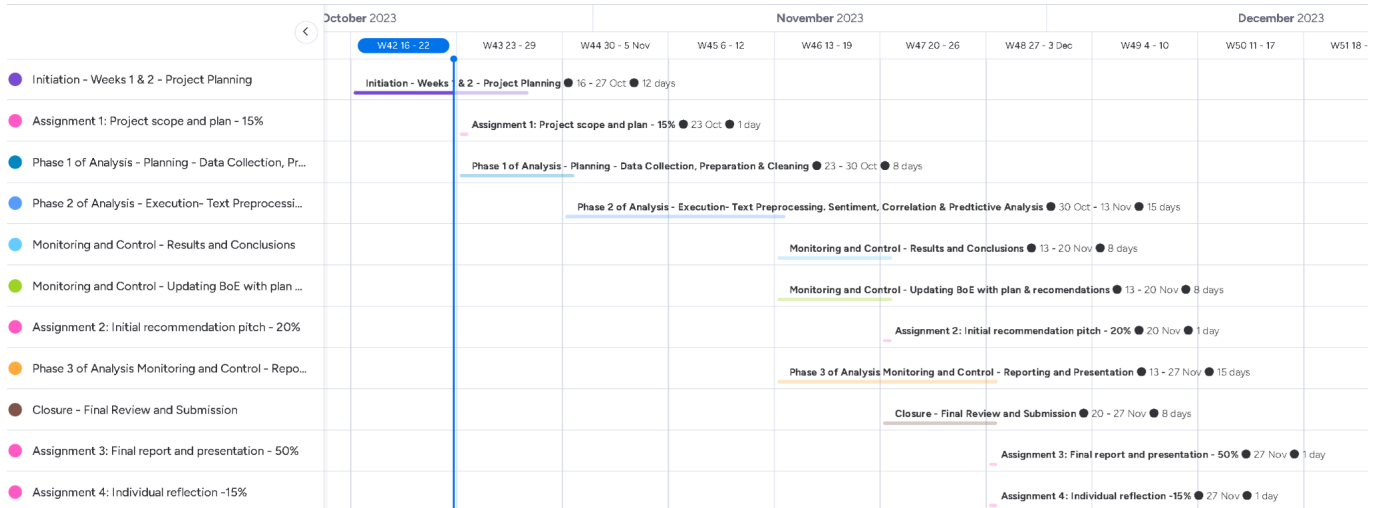 October 2023 November 2023 December 2023
W42 16 - 22 W43 23 - 29 W44 30 - 5 Nov W45 6 - 12 W46 13 - 19 W47 20 - 26 W48 27 - 3 Dec W49 4 - 10 W50 11 - 17 W51 18 -
Initiation - Weeks 1 & 2 - Project Planning Initiation - Weeks 1 & 2 - Project Planning ● 16 - 27 Oct ● 12 days
Assignment 1: Project scope and plan - 15% Assignment 1: Project scope and plan - 15% ● 23 Oct ● 1 day
Phase 1 of Analysis - Planning - Data Collection, Pr... Phase 1 of Analysis - Planning - Data Collection, Preparation & Cleaning ● 23 - 30 Oct ● 8 days
Phase 2 of Analysis - Execution- Text Preprocessi... Phase 2 of Analysis - Execution- Text Preprocessing. Sentiment, Correlation & Predtictive Analysis ● 30 Oct - 13 Nov ● 15 days
Monitoring and Control - Results and Conclusions Monitoring and Control - Results and Conclusions ● 13 - 20 Nov ● 8 days
Monitoring and Control - Updating BoE with plan ... Monitoring and Control - Updating BoE with plan & recomendations ● 13 - 20 Nov ● 8 days
Assignment 2: Initial recommendation pitch - 20% Assignment 2: Initial recommendation pitch - 20% ● 20 Nov ● 1 day
Phase 3 of Analysis Monitoring and Control - Repo... Phase 3 of Analysis Monitoring and Control - Reporting and Presentation ● 13 - 27 Nov ● 15 days
Closure - Final Review and Submission Closure - Final Review and Submission ● 20 - 27 Nov ● 8 days
Assignment 3: Final report and presentation - 50% Assignment 3: Final report and presentation - 50% ● 27 Nov ● 1 day
Assignment 4: Individual reflection -15% Assignment 4: Individual reflection -15% ● 27 Nov ● 1 day